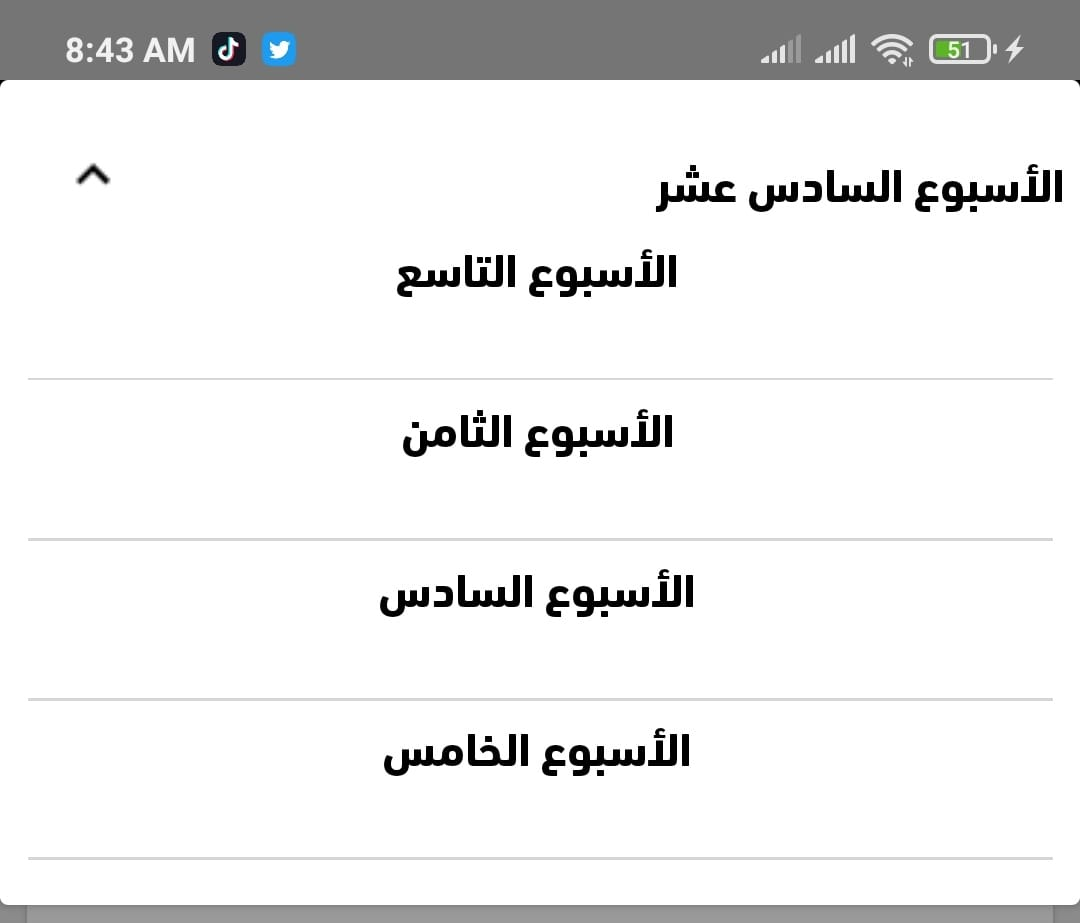 8:43 AM
51
الأسبوع السادس عشر
الأسبوع التاسع
الأسبوع الثامن
الأسبوع السادس
الأسبوع الخامس